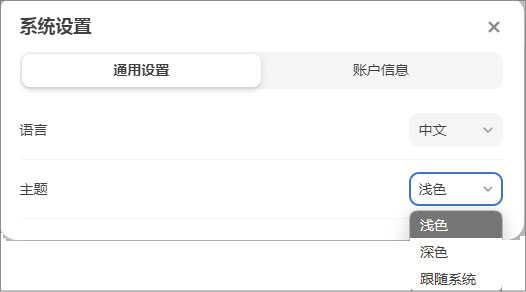 系统设置
通用设置 账户信息
语言 中文
主题 浅色
浅色
深色
跟随系统